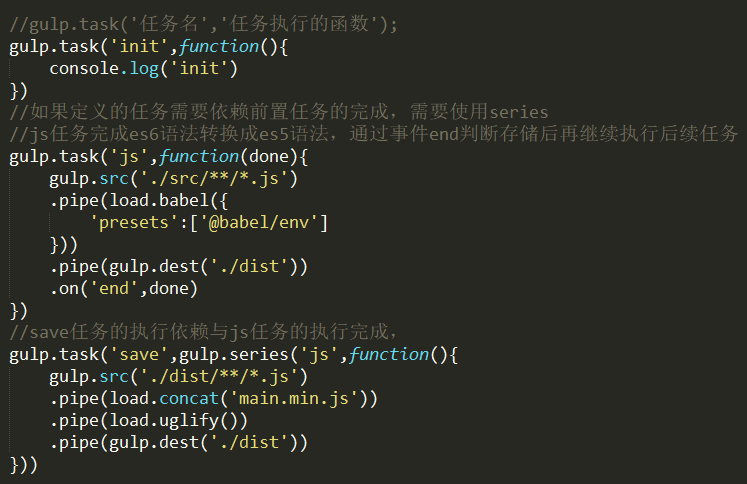 //gulp.task('任务名','任务执行的函数');
gulp.task('init',function(){
    console.log('init')
})
//如果定义的任务需要依赖前置任务的完成，需要使用series
//js任务完成es6语法转换成es5语法，通过事件end判断存储后再继续执行后续任务
gulp.task('js',function(done){
    gulp.src('./src/**/*.js')
    .pipe(load.babel({
        'presets':['@babel/env']
    }))
    .pipe(gulp.dest('./dist'))
    .on('end',done)
})
//save任务的执行依赖与js任务的执行完成，
gulp.task('save',gulp.series('js',function(){
    gulp.src('./dist/**/*.js')
    .pipe(load.concat('main.min.js'))
    .pipe(load.uglify())
    .pipe(gulp.dest('./dist'))
}))